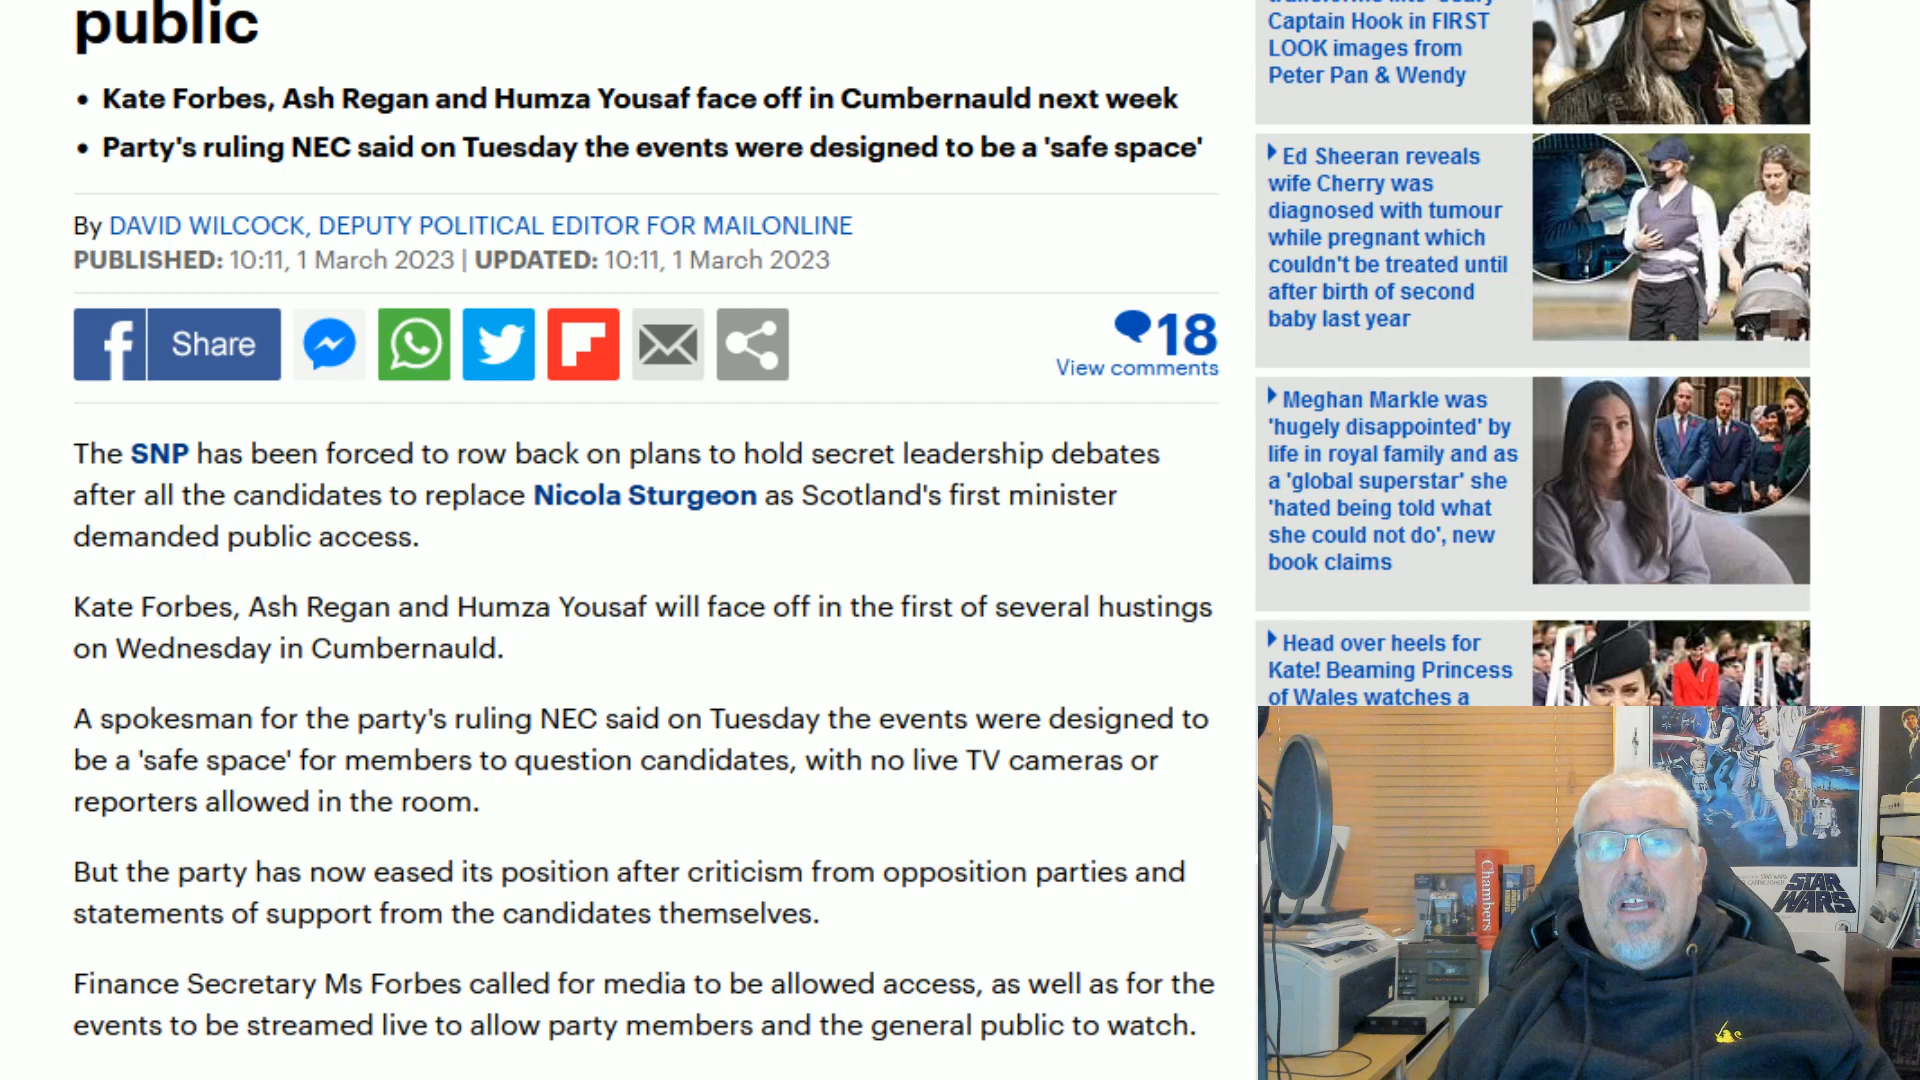 public
• Kate Forbes, Ash Regan and Humza Yousaf face off in Cumbernauld next week
• Party's ruling NEC said on Tuesday the events were designed to be a 'safe space'
By DAVID WILCOCK, DEPUTY POLITICAL EDITOR FOR MAILONLINE
PUBLISHED: 10:11, 1 March 2023 | UPDATED: 10:11, 1 March 2023
Share
18
View comments
The SNP has been forced to row back on plans to hold secret leadership debates
after all the candidates to replace Nicola Sturgeon as Scotland's first minister
demanded public access.
Kate Forbes, Ash Regan and Humza Yousaf will face off in the first of several hustings
on Wednesday in Cumbernauld.
A spokesman for the party's ruling NEC said on Tuesday the events were designed to
be a 'safe space' for members to question candidates, with no live TV cameras or
reporters allowed in the room.
But the party has now eased its position after criticism from opposition parties and
statements of support from the candidates themselves.
Finance Secretary Ms Forbes called for media to be allowed access, as well as for the
events to be streamed live to allow party members and the general public to watch.
Captain Hook in FIRST
LOOK images from
Peter Pan & Wendy
Ed Sheeran reveals
wife Cherry was
diagnosed with tumour
while pregnant which
couldn't be treated until
after birth of second
baby last year
Meghan Markle was
'hugely disappointed' by
life in royal family and as
a 'global superstar' she
'hated being told what
she could not do', new
book claims
Head over heels for
Kate! Beaming Princess
of Wales watches a
Chambers
STAR
WARS